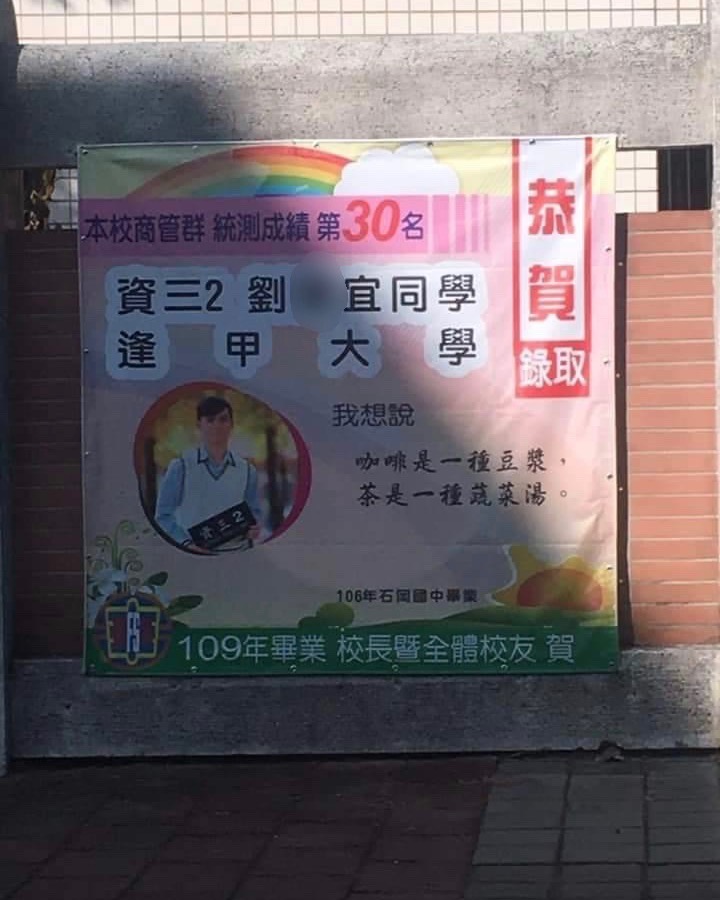 恭賀
錄取
本校商管群 統測成績 第30名
資三2 劉 宜同學
逢甲大學
我想說
咖啡是一種豆漿，
茶是一種蔬菜湯。
106年石岡國中畢業
109年畢業 校長暨全體校友 賀